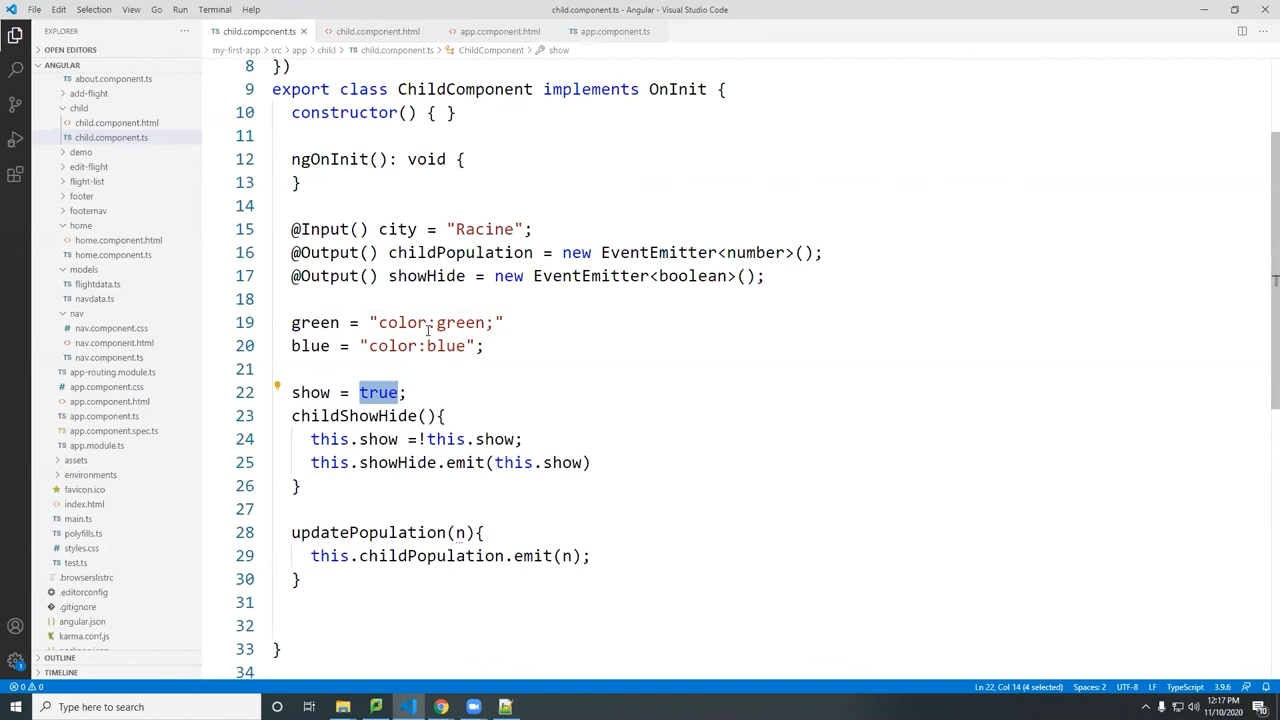 File Edit Selection View Go Run Terminal Help
child.component.ts - Angular - Visual Studio Code
EXPLORER
OPEN EDITORS
ANGULAR
about.component.ts
add-flight
child
child.component.html
child.component.ts
demo
edit-flight
flight-list
footer
footernav
home
home.component.html
home.component.ts
models
flightdata.ts
navdata.ts
nav
nav.component.css
nav.component.html
nav.component.ts
app-routing.module.ts
app.component.css
app.component.html
app.component.ts
app.component.spec.ts
app.module.ts
assets
environments
favicon.ico
index.html
main.ts
polyfills.ts
styles.css
test.ts
.browserslistrc
.editorconfig
.gitignore
angular.json
karma.conf.js
OUTLINE
TIMELINE
child.component.ts child.component.html app.component.html app.component.ts
my-first-app > src > app > child > child.component.ts > ChildComponent > show
8 })
9 export class ChildComponent implements OnInit {
10 constructor() { }
11
12 ngOnInit(): void {
13 }
14
15 @Input() city = "Racine";
16 @Output() childPopulation = new EventEmitter<number>();
17 @Output() showHide = new EventEmitter<boolean>();
18
19 green = "color:green;"
20 blue = "color:blue";
21
22 show = true;
23 childShowHide(){
24 this.show =!this.show;
25 this.showHide.emit(this.show)
26 }
27
28 updatePopulation(n){
29 this.childPopulation.emit(n);
30 }
31
32
33 }
34
0 0
Ln 22, Col 14 (4 selected) Spaces: 2 UTF-8 LF TypeScript 3.9.6
Type here to search
12:17 PM
11/10/2020